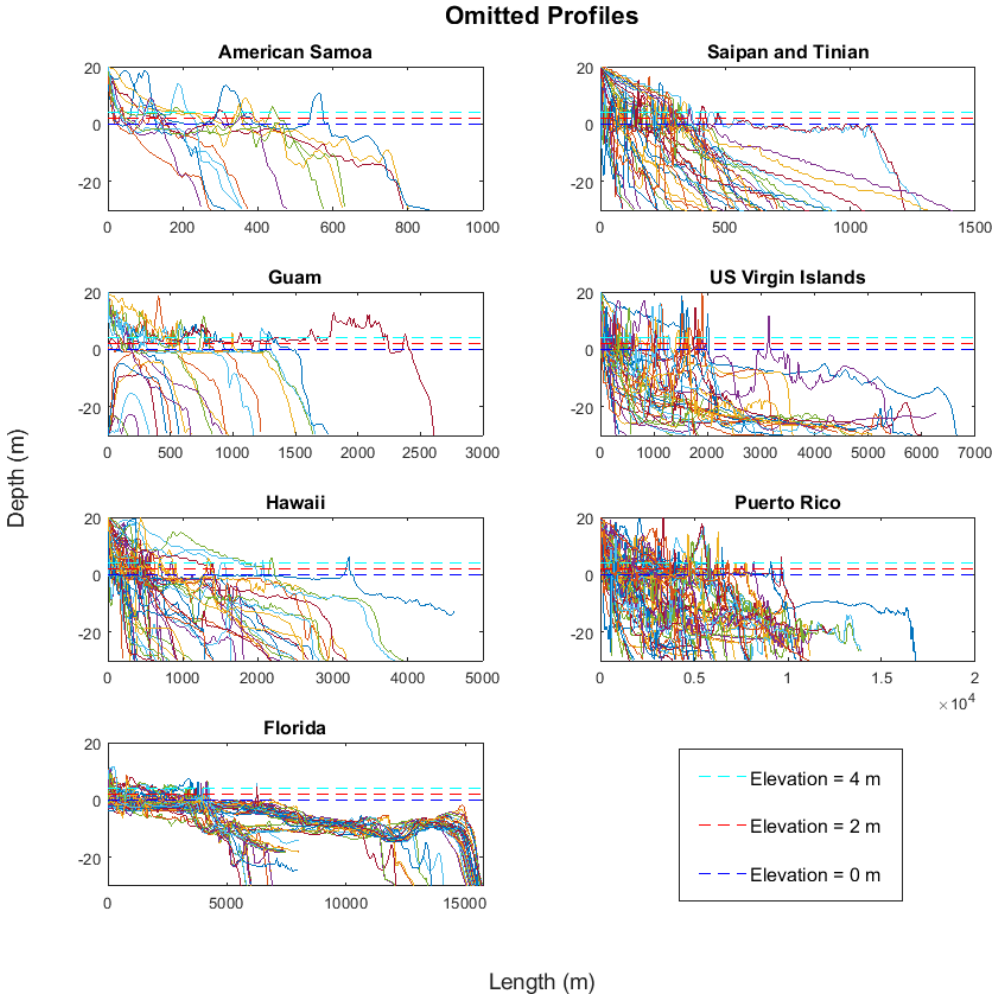 Omitted Profiles
American Samoa
20
0
-20
0 200 400 600 800 1000
Saipan and Tinian
20
0
-20
0 500 1000 1500
Guam
20
0
-20
0 500 1000 1500 2000 2500 3000
US Virgin Islands
20
0
-20
0 1000 2000 3000 4000 5000 6000 7000
Hawaii
20
0
-20
0 1000 2000 3000 4000 5000
Puerto Rico
20
0
-20
0 0.5 1 1.5 2
×10^4
Florida
20
0
-20
0 5000 10000 15000
Elevation = 4 m
Elevation = 2 m
Elevation = 0 m
Depth (m)
Length (m)